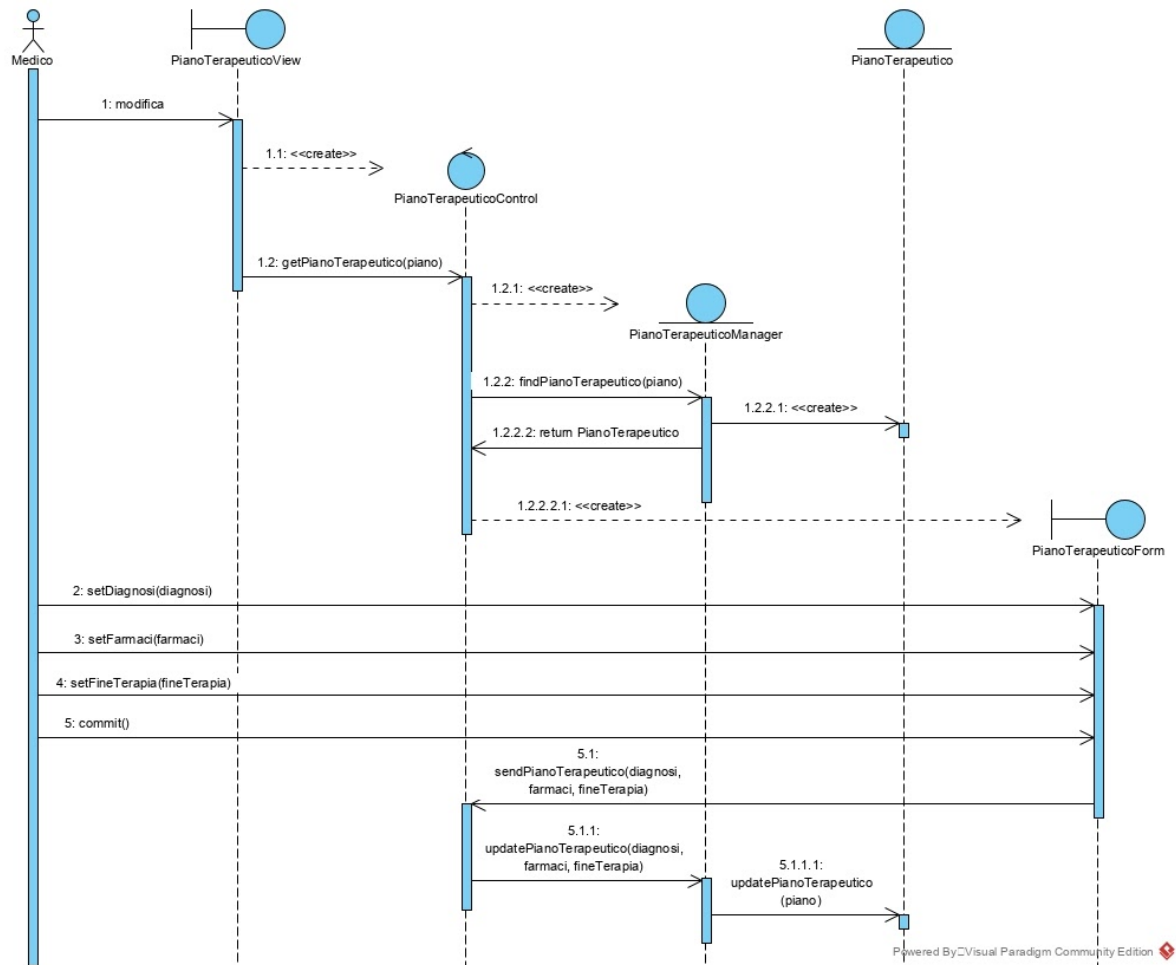 Medico
PianoTerapeuticoView
PianoTerapeutico
1: modifica
1.1: <<create>>
PianoTerapeuticoControl
1.2: getPianoTerapeutico(piano)
1.2.1: <<create>>
PianoTerapeuticoManager
1.2.2: findPianoTerapeutico(piano)
1.2.2.1: <<create>>
1.2.2.2: return PianoTerapeutico
1.2.2.2.1: <<create>>
PianoTerapeuticoForm
2: setDiagnosi(diagnosi)
3: setFarmaci(farmaci)
4: setFineTerapia(fineTerapia)
5: commit()
5.1:
sendPianoTerapeutico(diagnosi,
farmaci, fineTerapia)
5.1.1:
updatePianoTerapeutico(diagnosi,
farmaci, fineTerapia)
5.1.1.1:
updatePianoTerapeutico
(piano)
Powered By Visual Paradigm Community Edition